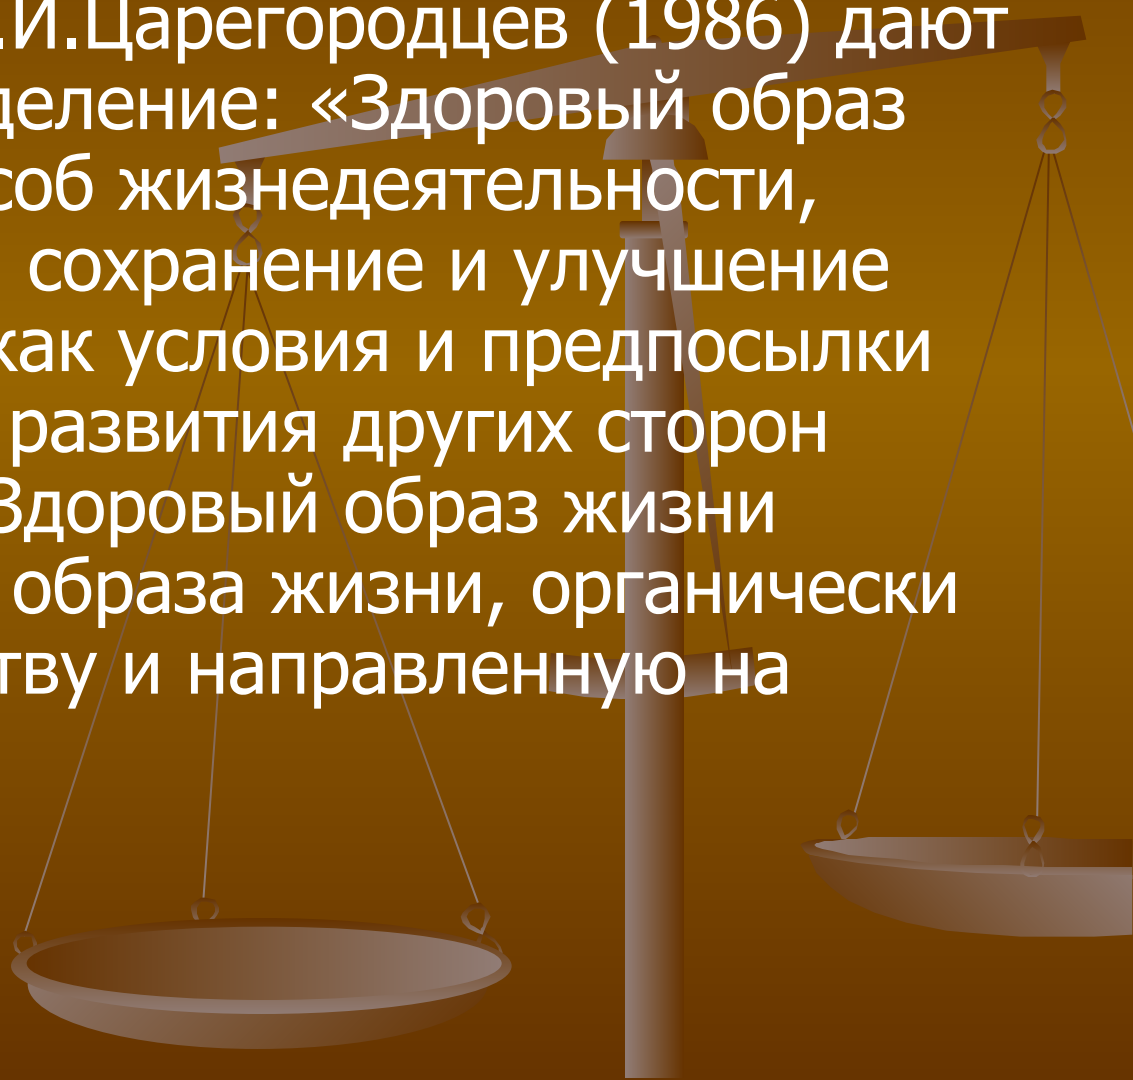 .И.Царегородцев (1986) дают
деление: «Здоровый образ
соб жизнедеятельности,
сохранение и улучшение
как условия и предпосылки
развития других сторон
Здоровый образ жизни
образа жизни, органически
тву и направленную на